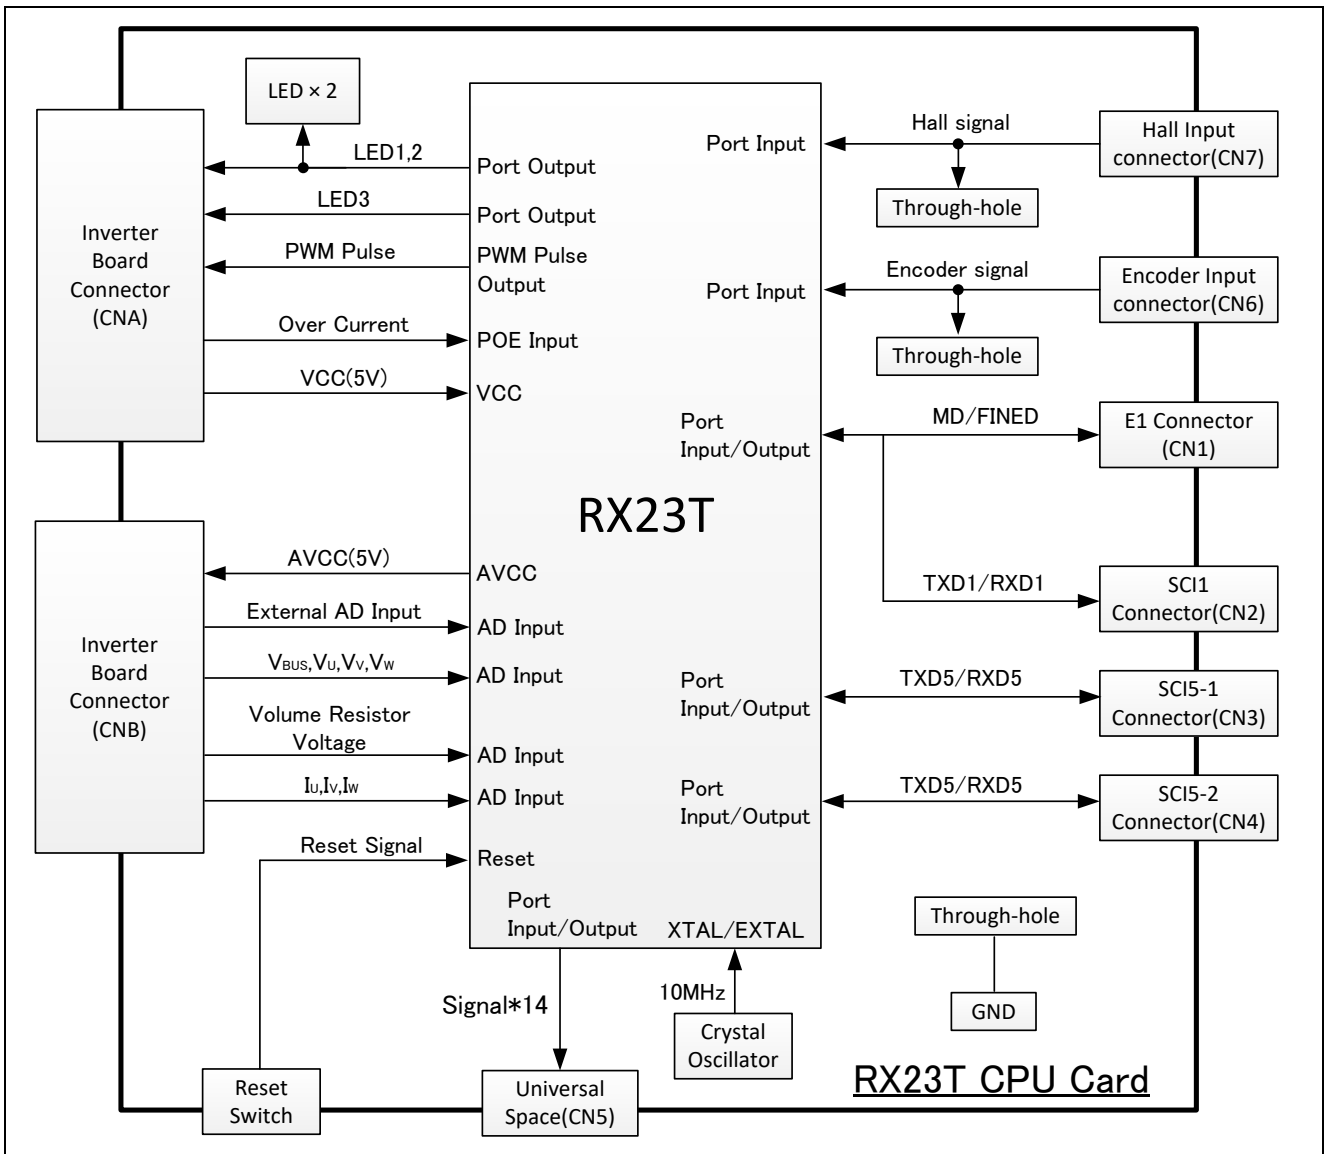 LED × 2
LED1,2
LED3
PWM Pulse
Over Current
VCC(5V)
Inverter
Board
Connector
(CNA)
Port Output
Port Output
PWM Pulse
Output
POE Input
VCC
Port Input
Hall signal
Through-hole
Hall Input
connector(CN7)
Port Input
Encoder signal
Through-hole
Encoder Input
connector(CN6)
Port
Input/Output
MD/FINED
E1 Connector
(CN1)
RX23T
TXD1/RXD1
SCI1
Connector(CN2)
Inverter
Board
Connector
(CNB)
AVCC(5V)
External AD Input
VBUS,VU,VV,VW
Volume Resistor
Voltage
IU,IV,IW
AVCC
AD Input
AD Input
AD Input
AD Input
Port
Input/Output
TXD5/RXD5
SCI5-1
Connector(CN3)
Port
Input/Output
TXD5/RXD5
SCI5-2
Connector(CN4)
Reset Signal
Reset
Port
Input/Output
XTAL/EXTAL
Through-hole
GND
Signal*14
10MHz
Crystal
Oscillator
Reset
Switch
Universal
Space(CN5)
RX23T CPU Card